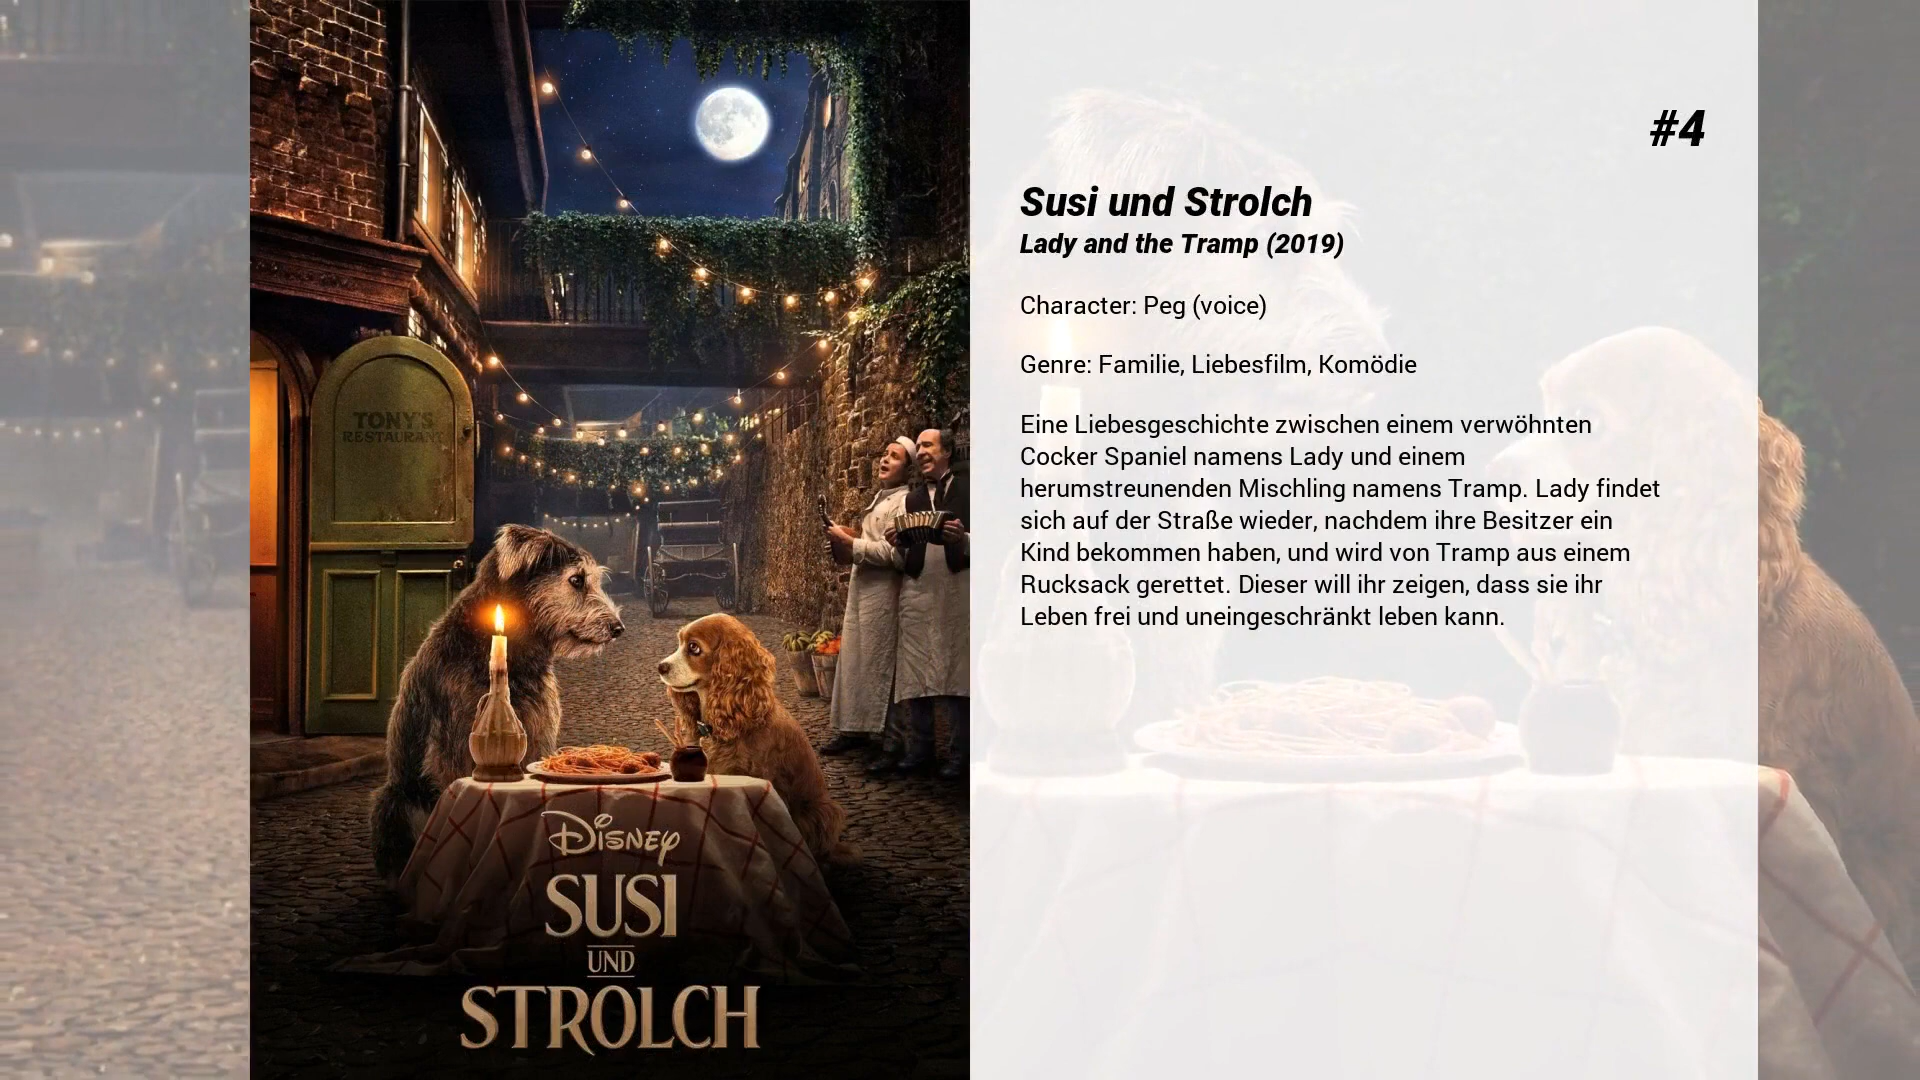 TONY'S
RESTAURANT
DISNEY
SUSI
UND
STROLCH
#4
Susi und Strolch
Lady and the Tramp (2019)
Character: Peg (voice)
Genre: Familie, Liebesfilm, Komödie
Eine Liebesgeschichte zwischen einem verwöhnten
Cocker Spaniel namens Lady und einem
herumstreunenden Mischling namens Tramp. Lady findet
sich auf der Straße wieder, nachdem ihre Besitzer ein
Kind bekommen haben, und wird von Tramp aus einem
Rucksack gerettet. Dieser will ihr zeigen, dass sie ihr
Leben frei und uneingeschränkt leben kann.